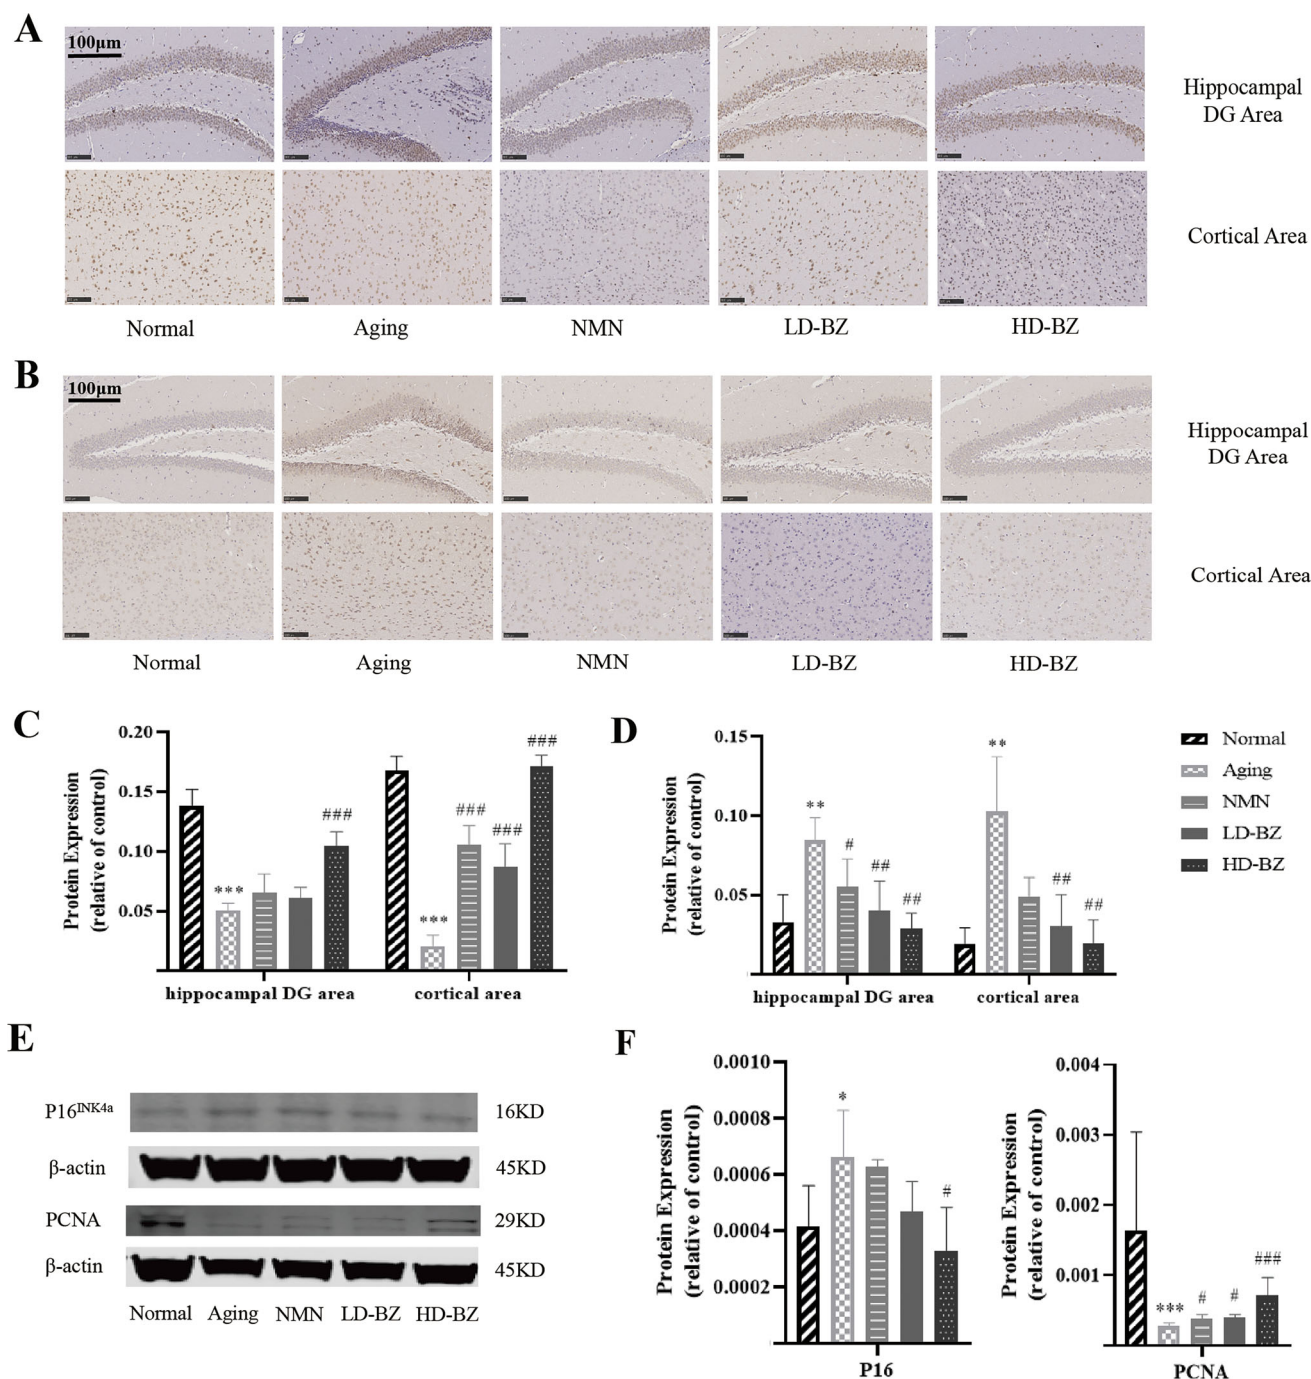 A
100μm
Hippocampal
DG Area
Cortical Area
Normal
Aging
NMN
LD-BZ
HD-BZ
B
100μm
Hippocampal
DG Area
Cortical Area
Normal
Aging
NMN
LD-BZ
HD-BZ
C
Protein Expression
(relative of control)
0.20
0.15
0.10
0.05
***
###
***
###
###
###
hippocampal DG area
cortical area
D
Protein Expression
(relative of control)
0.15
0.10
0.05
**
#
##
##
**
##
##
hippocampal DG area
cortical area
Normal
Aging
NMN
LD-BZ
HD-BZ
E
P16INK4a
16KD
β-actin
45KD
PCNA
29KD
β-actin
45KD
Normal
Aging
NMN
LD-BZ
HD-BZ
F
Protein Expression
(relative of control)
0.0010
0.0008
0.0006
0.0004
0.0002
*
#
P16
Protein Expression
(relative of control)
0.004
0.003
0.002
0.001
***
#
#
###
PCNA